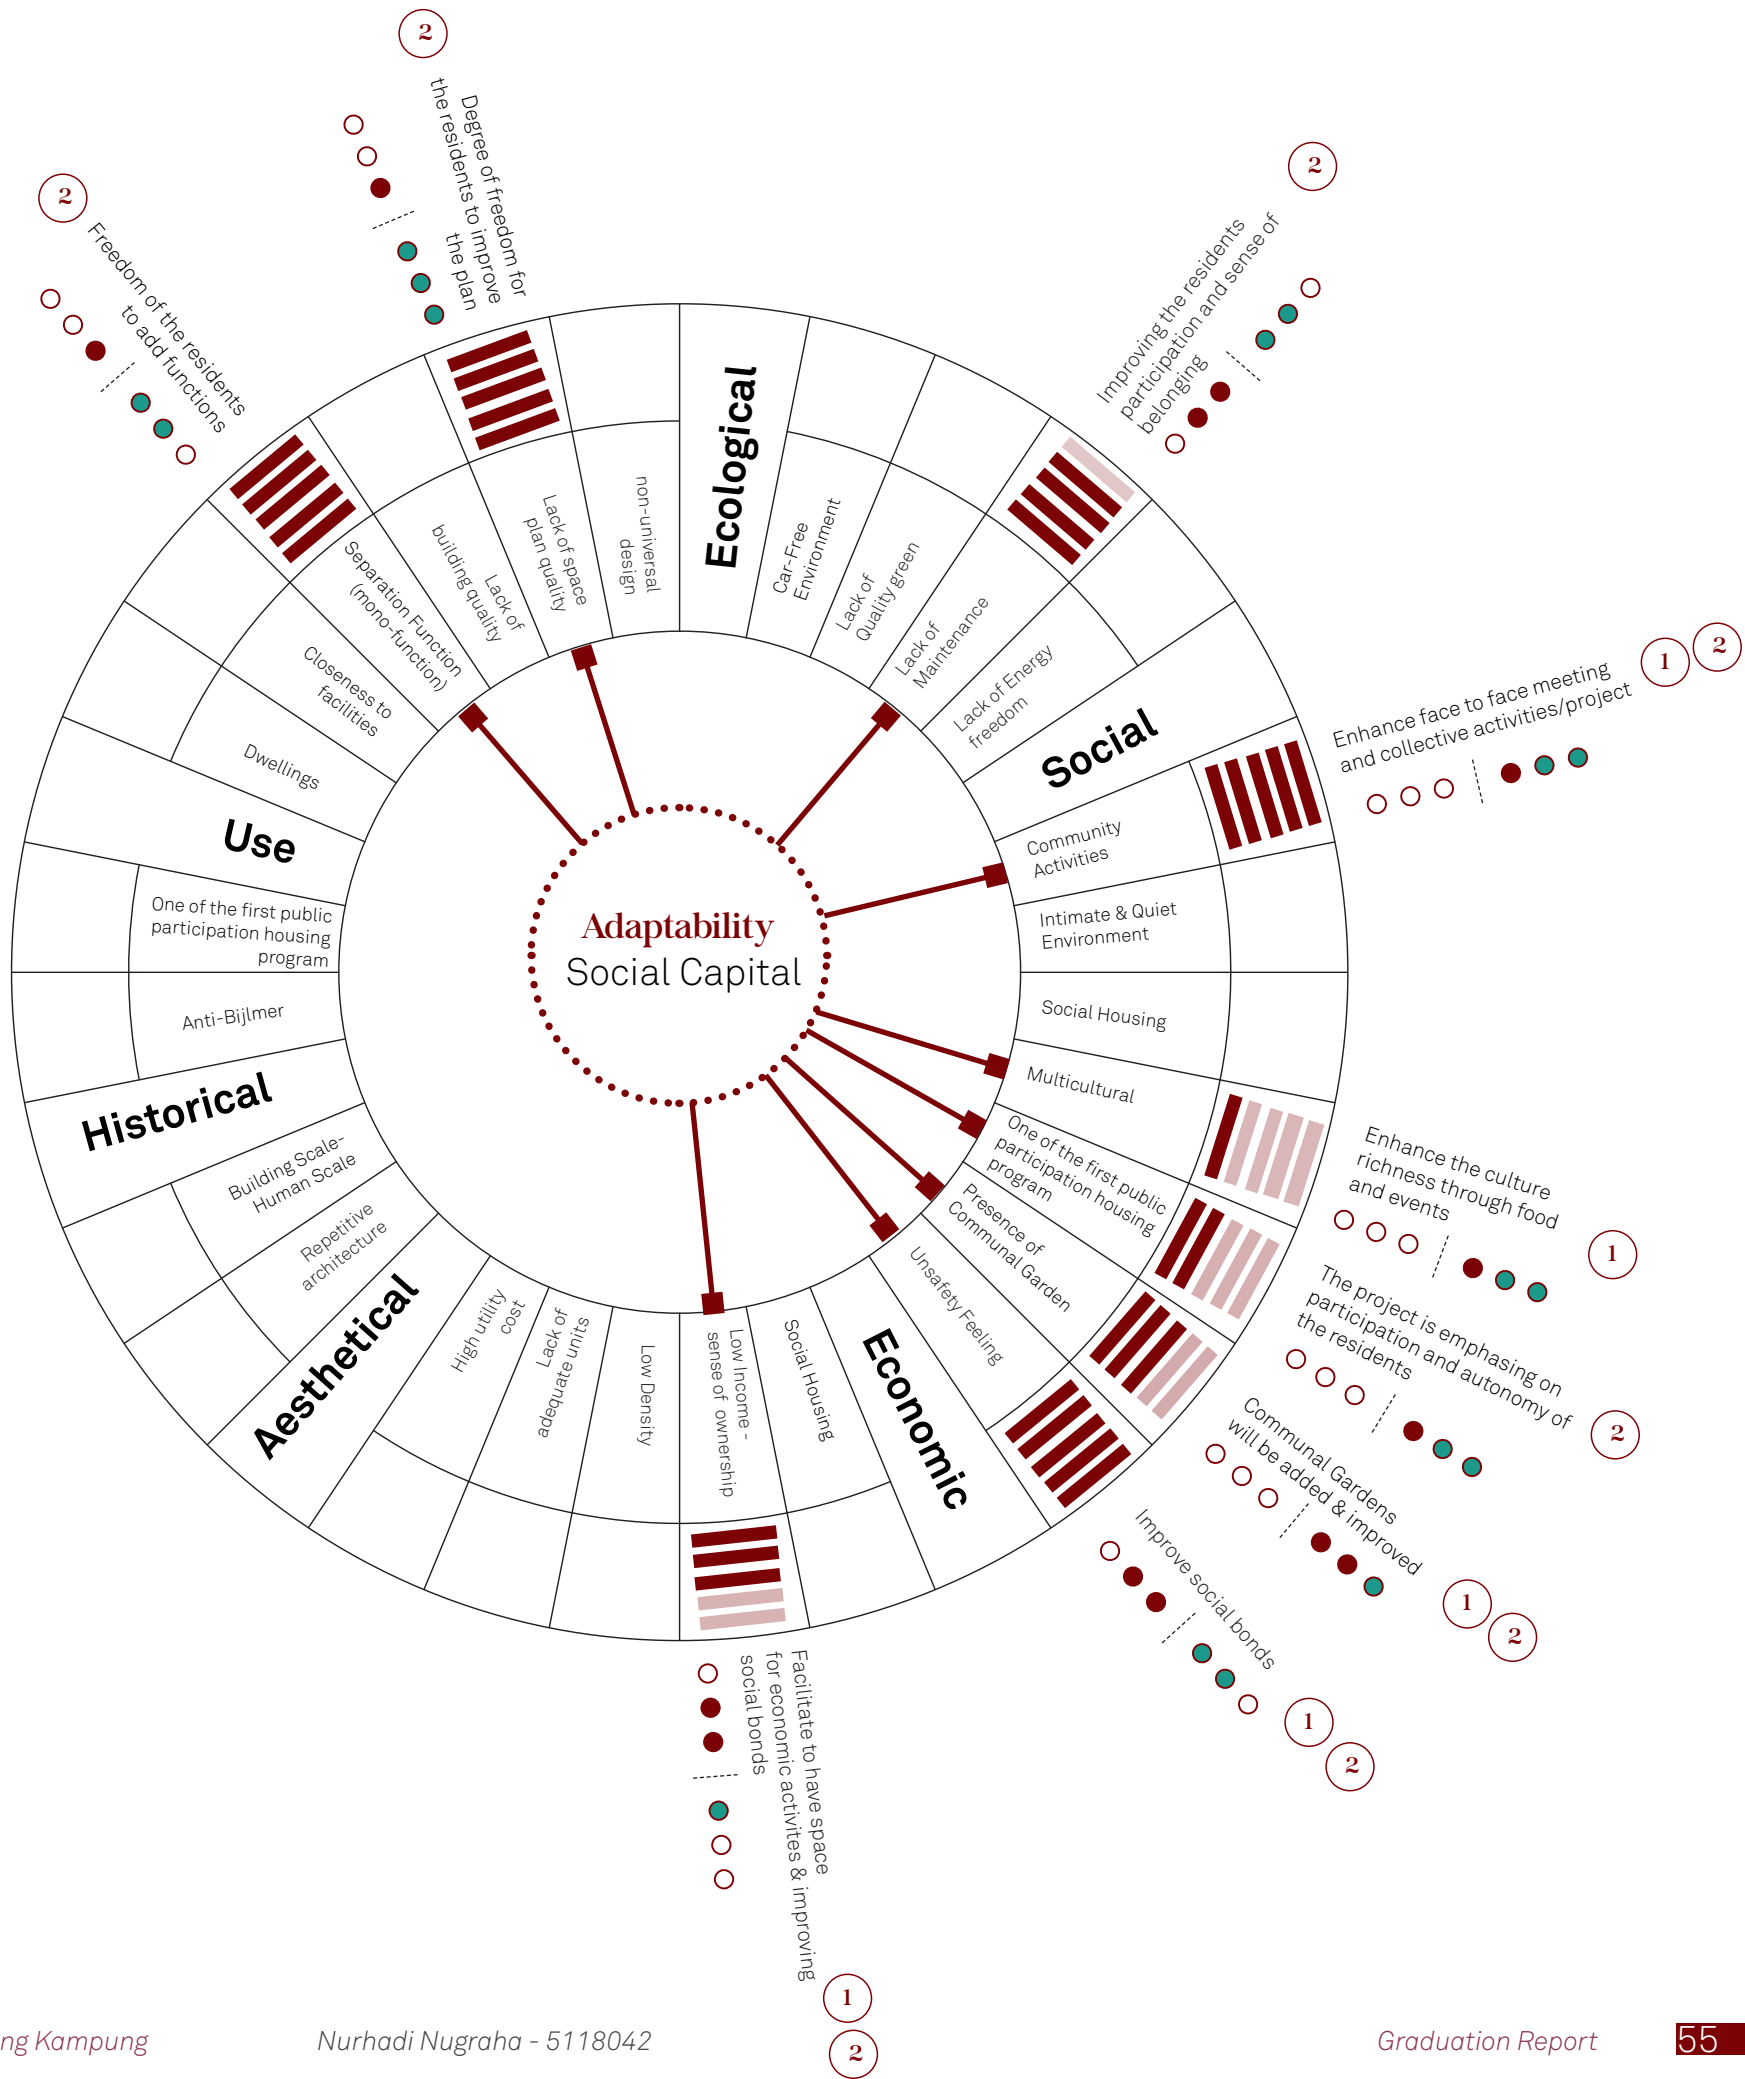 2
Degree of freedom for
the residents to improve
the plan
2
Freedom of the residents
to add functions
2
Improving the residents
participation and sense of
belonging
1
2
Enhance face to face meeting
and collective activities/project
Ecological
Car-Free
Environment
Lack of
Quality green
Lack of
Maintenance
Lack of Energy
freedom
Social
Community
Activities
Intimate & Quiet
Environment
Social Housing
Multicultural
One of the first public
participation housing
program
Presence of
Communal Garden
Unsafety Feeling
Economic
Social Housing
Low Income -
sense of ownership
Low Density
Lack of
adequate units
High utility
cost
Aesthetical
Repetitive
architecture
Building Scale-
Human Scale
Historical
Anti-Bijlmer
One of the first public
participation housing
program
Use
Dwellings
Closeness to
facilities
Separation Function
(mono-function)
Lack of
building quality
Lack of space
plan quality
non-universal
design
Adaptability
Social Capital
Enhance the culture
richness through food
and events
1
The project is emphasing on
participation and autonomy of
the residents
2
Communal Gardens
will be added & improved
1
2
Improve social bonds
1
2
Facilitate to have space
for economic activites & improving
social bonds
1
2
ng Kampung
Nurhadi Nugraha - 5118042
Graduation Report
55